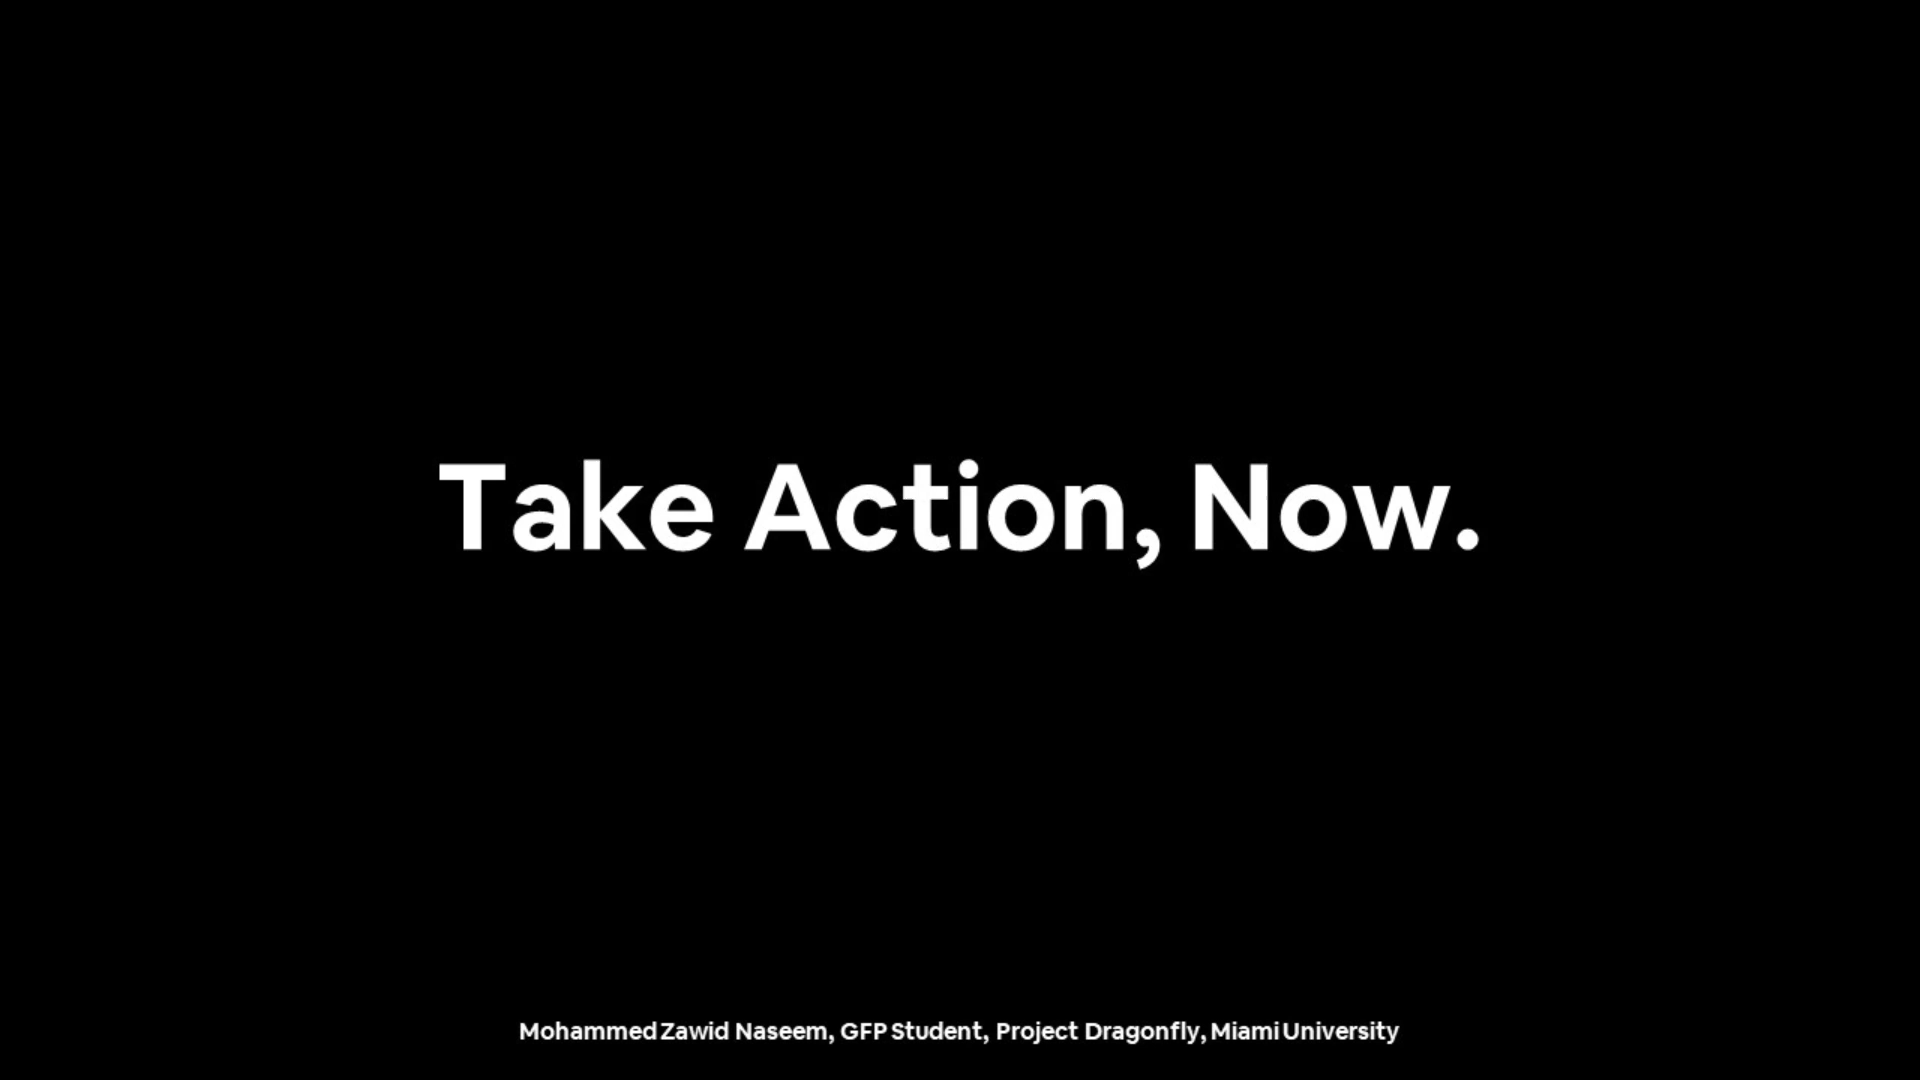 Take Action, Now.
Mohammed Zawid Naseem, GFP Student, Project Dragonfly, Miami University